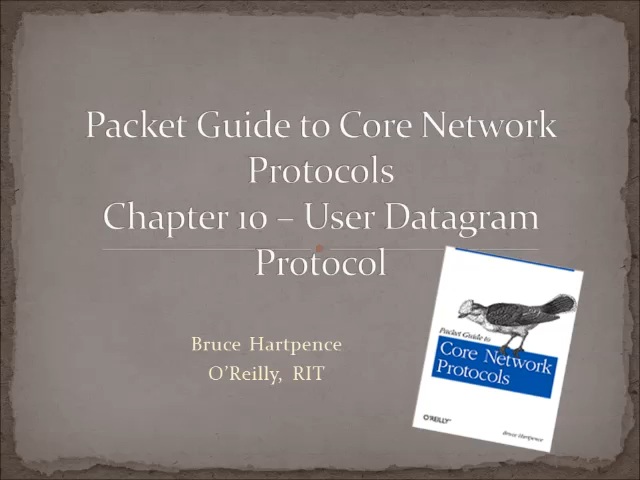 Packet Guide to Core Network
Protocols
Chapter 10 – User Datagram
Protocol
Bruce Hartpence
O'Reilly, RIT
Packet Guide to
Core Network
Protocols
O'REILLY
Bruce Hartpence